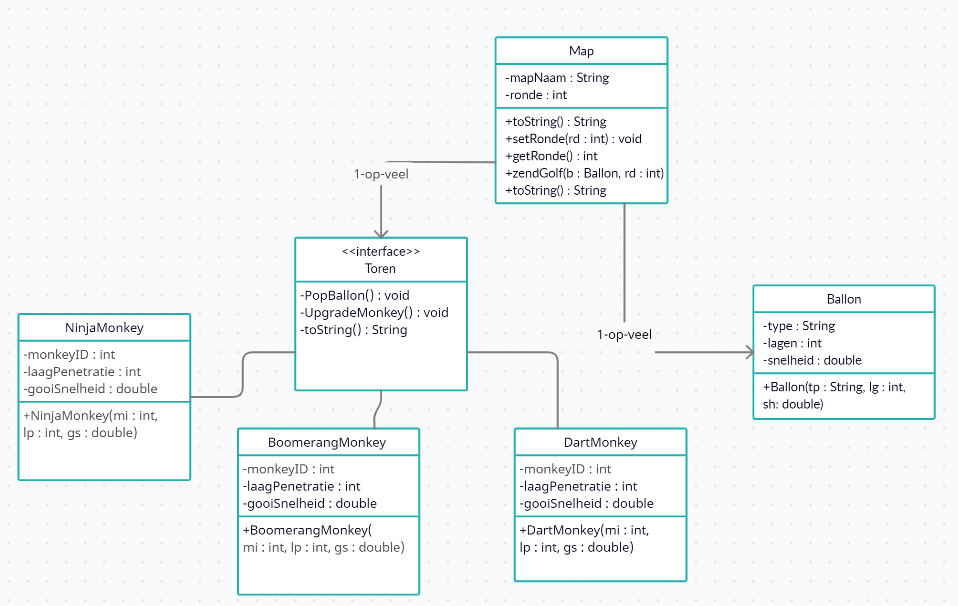 Map
-mapNaam : String
-ronde : int
+toString() : String
+setRonde(rd : int) : void
+getRonde() : int
+zendGolf(b : Ballon, rd : int)
+toString() : String
1-op-veel
<<interface>>
Toren
-PopBallon() : void
-UpgradeMonkey() : void
-toString() : String
1-op-veel
Ballon
-type : String
-lagen : int
-snelheid : double
+Ballon(tp : String, lg : int,
sh: double)
NinjaMonkey
-monkeyID : int
-laagPenetratie : int
-gooiSnelheid : double
+NinjaMonkey(mi : int,
lp : int, gs : double)
BoomerangMonkey
-monkeyID : int
-laagPenetratie : int
-gooiSnelheid : double
+BoomerangMonkey(
mi : int, lp : int, gs : double)
DartMonkey
-monkeyID : int
-laagPenetratie : int
-gooiSnelheid : double
+DartMonkey(mi : int,
lp : int, gs : double)